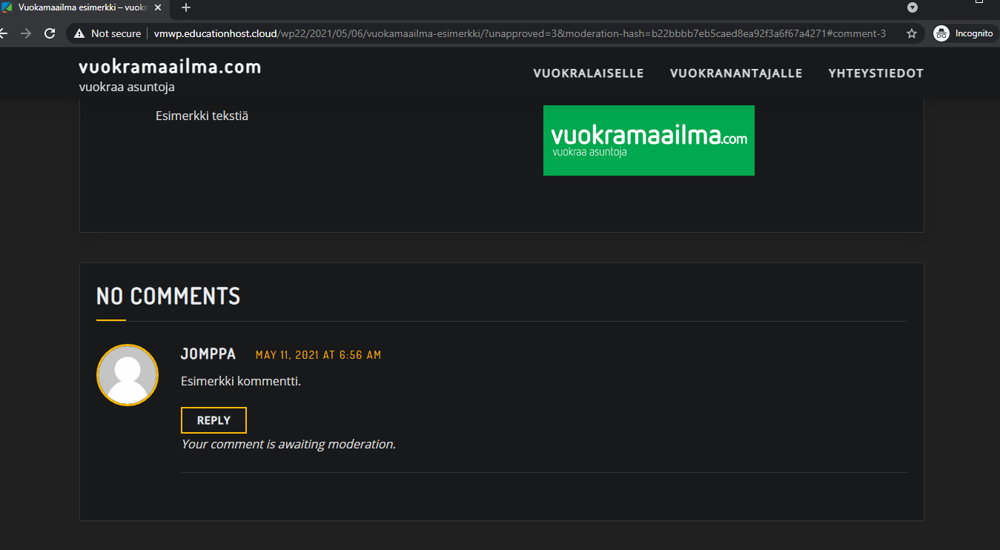 Vuokamaailma esimerkki – vuokr
Not secure vmwp.educationhost.cloud/wp22/2021/05/06/vuokamaailma-esimerkki/?unapproved=3&moderation-hash=b22bbbb7eb5caed8ea92f3a6f67a4271#comment-3 Incognito
vuokramaailma.com
vuokraa asuntoja
VUOKRALAISELLE VUOKRANANTAJALLE YHTEYSTIEDOT
Esimerkki tekstiä
vuokramaailma.com
vuokraa asuntoja
NO COMMENTS
JOMPPA MAY 11, 2021 AT 6:56 AM
Esimerkki kommentti.
REPLY
Your comment is awaiting moderation.